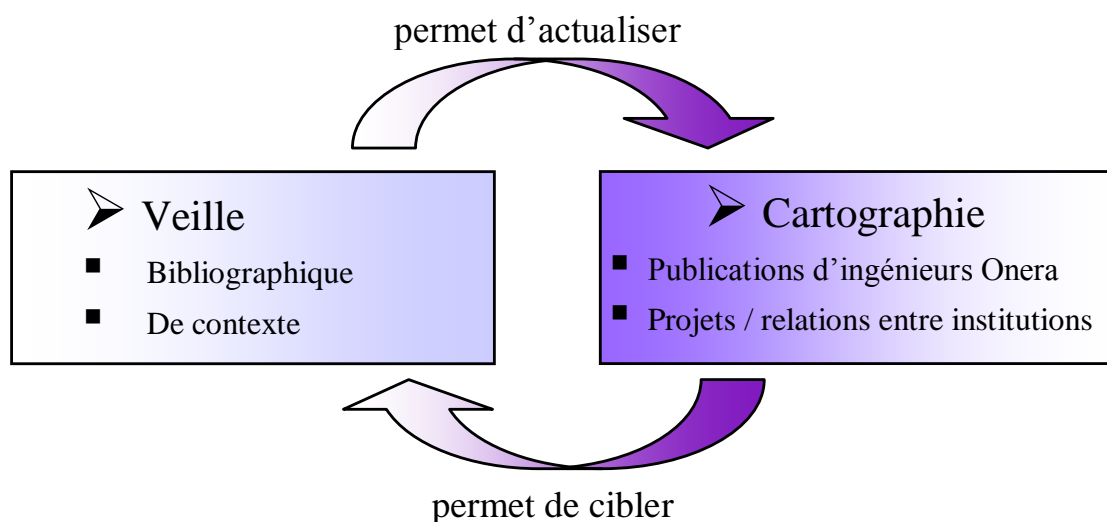 permet d’actualiser
Veille
Bibliographique
De contexte
Cartographie
Publications d’ingénieurs Onera
Projets / relations entre institutions
permet de cibler